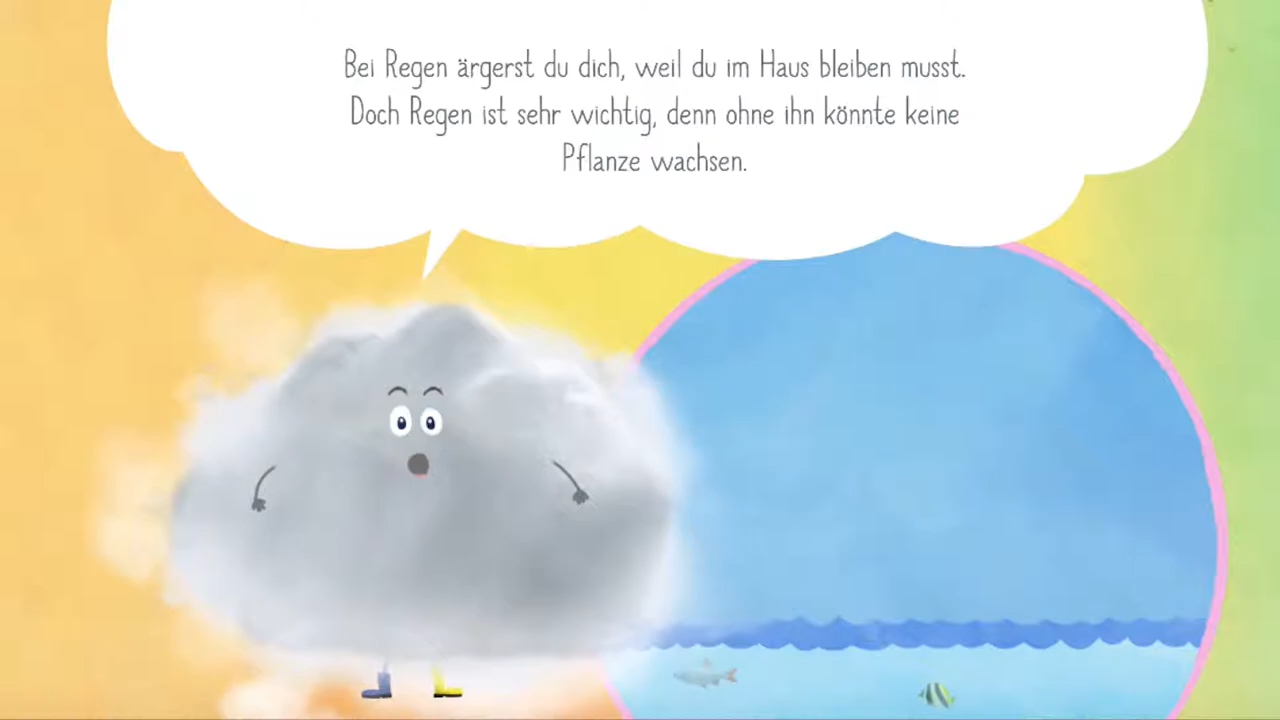 Bei Regen ärgerst du dich, weil du im Haus bleiben musst.
Doch Regen ist sehr wichtig, denn ohne ihn könnte keine
Pflanze wachsen.